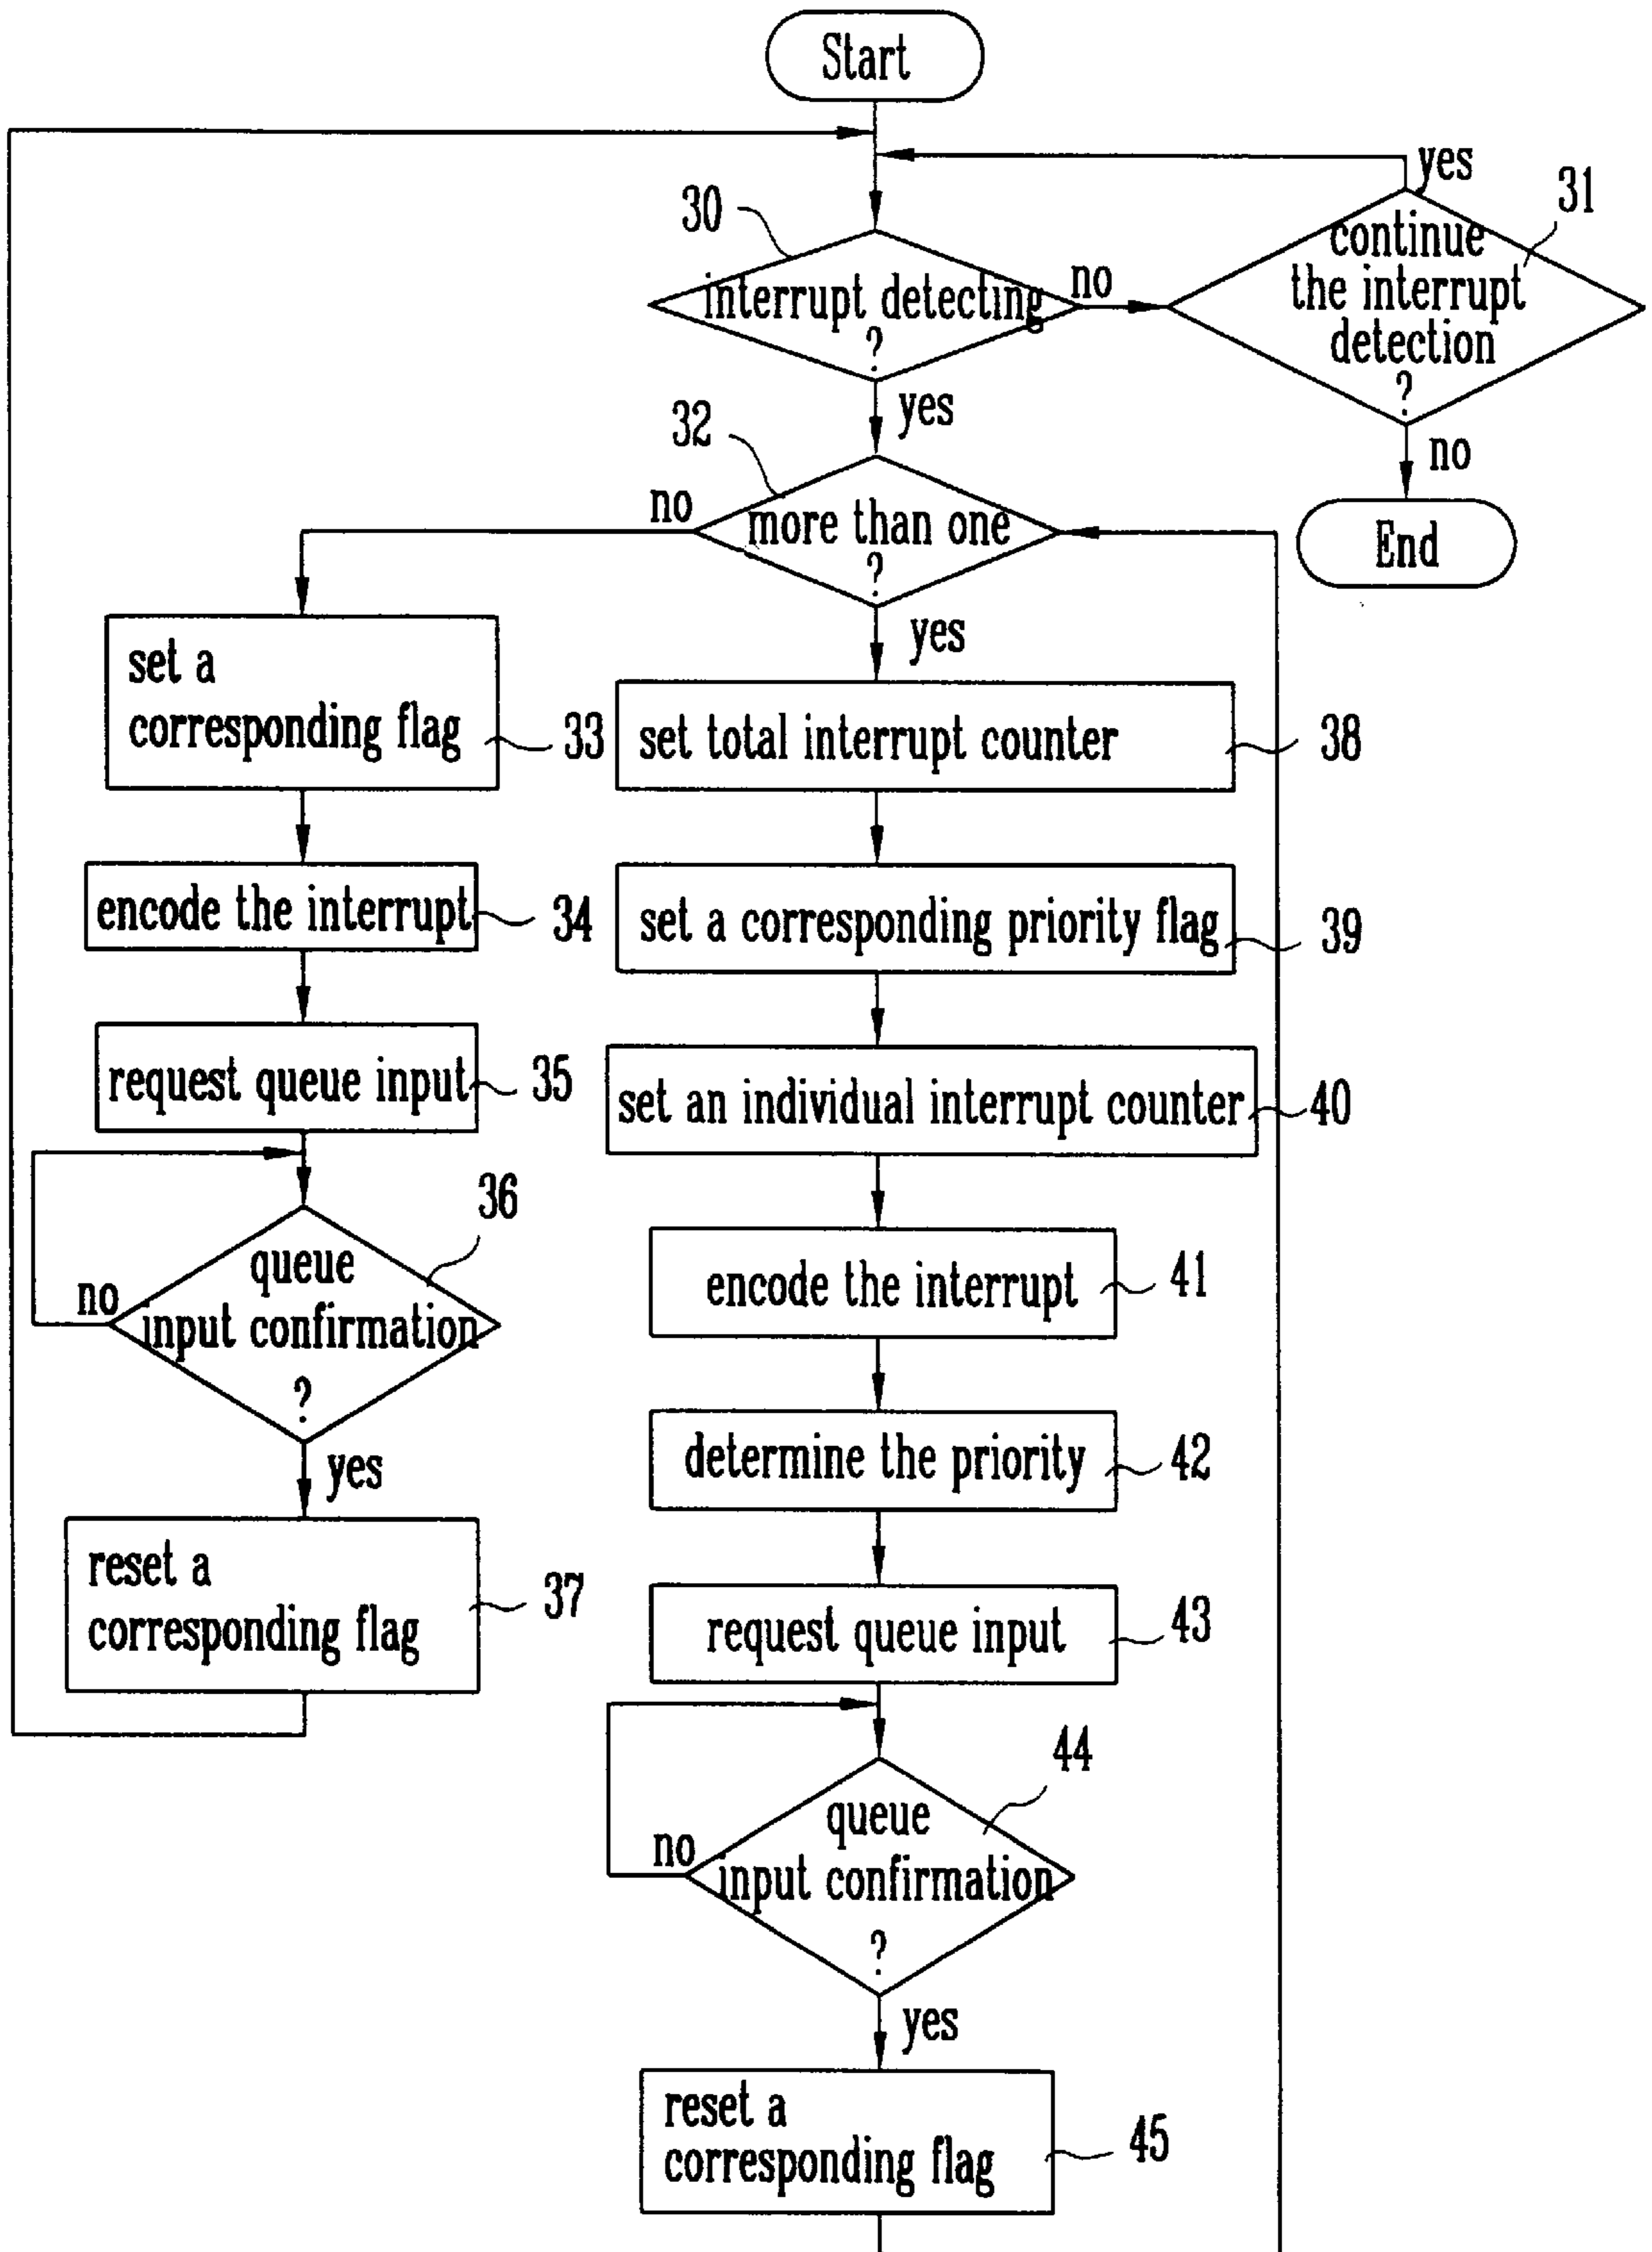 Start
yes
30
31
continue
the interrupt
detection
?
interrupt detecting
?
no
yes
no
32
no
more than one
?
End
yes
set a
corresponding flag
33
set total interrupt counter
38
encode the interrupt
34
set a corresponding priority flag
39
request queue input
35
set an individual interrupt counter
40
36
queue
input confirmation
?
no
encode the interrupt
41
yes
determine the priority
42
reset a
corresponding flag
37
request queue input
43
44
queue
input confirmation
?
no
yes
reset a
corresponding flag
45